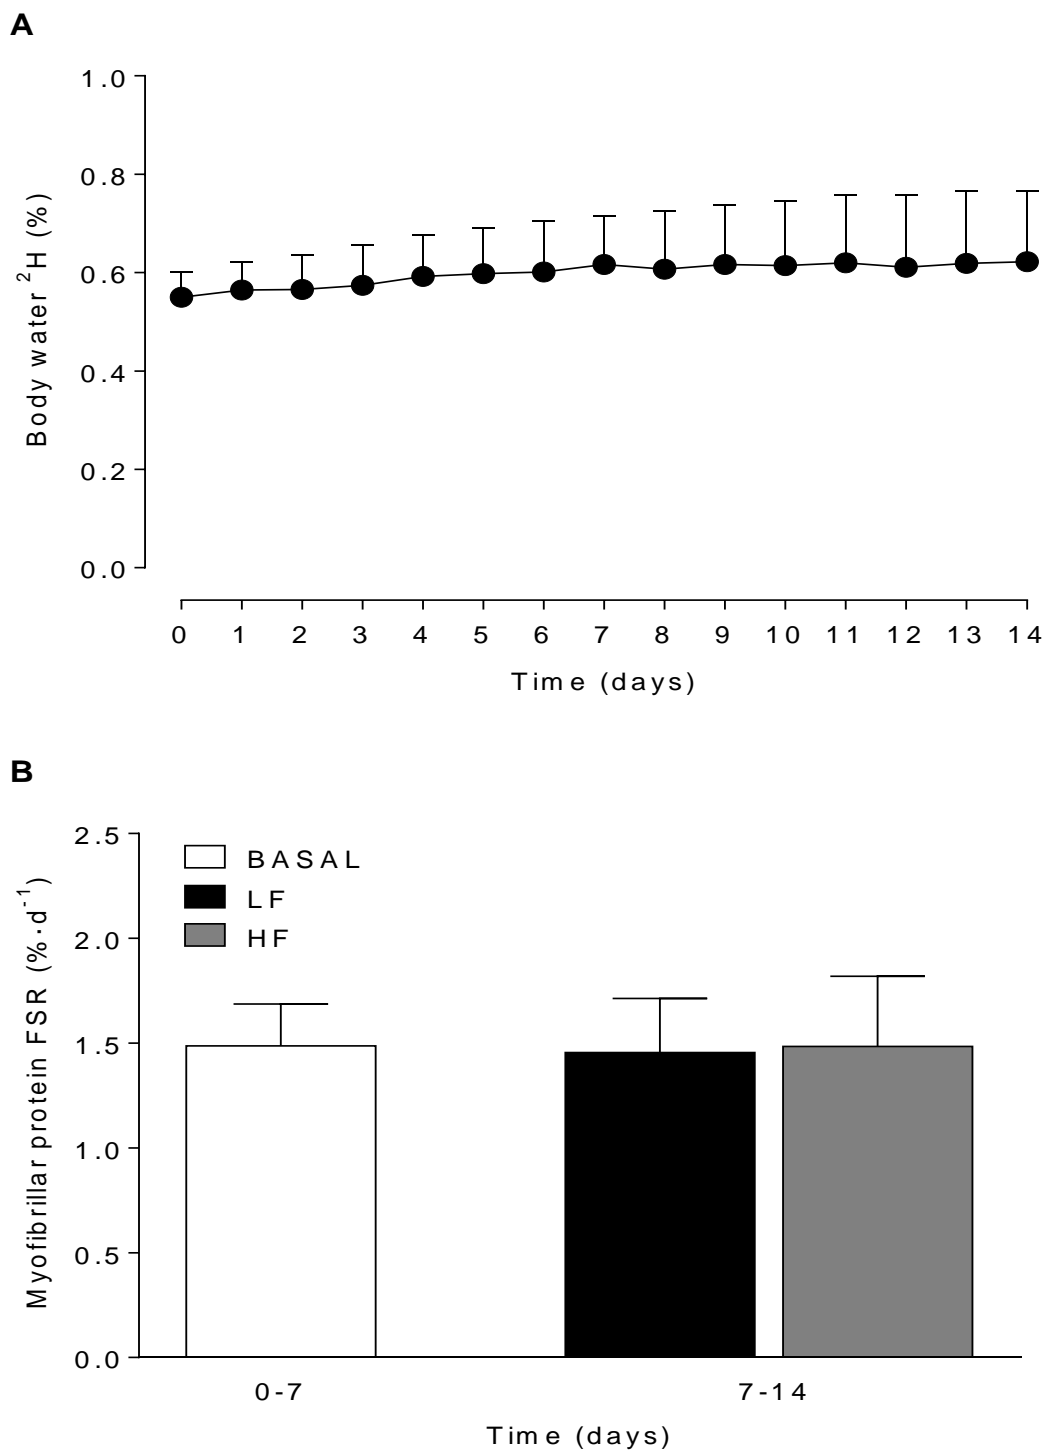 A
1.0
0.8
0.6
0.4
0.2
0.0
Body water ²H (%)
0 1 2 3 4 5 6 7 8 9 10 11 12 13 14
Time (days)
B
2.5
2.0
1.5
1.0
0.5
0.0
Myofibrillar protein FSR (%·d⁻¹)
BASAL
LF
HF
0-7 7-14
Time (days)